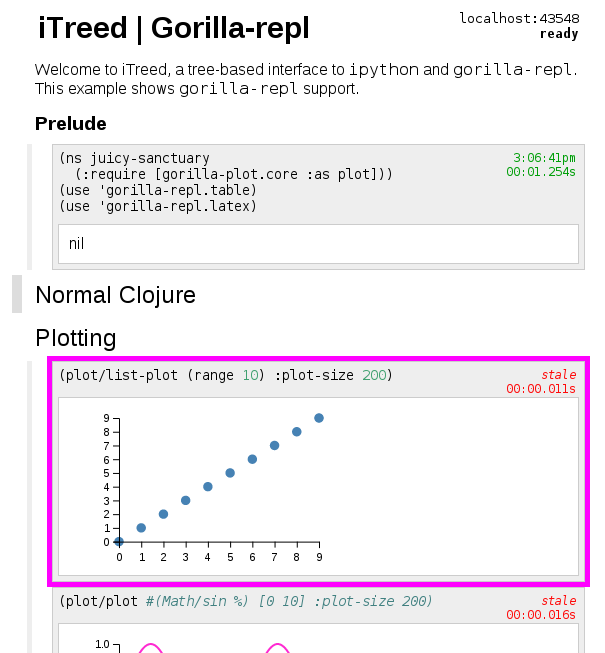 iTreed | Gorilla-repl
localhost:43548
ready
Welcome to iTreed, a tree-based interface to ipython and gorilla-repl.
This example shows gorilla-repl support.
Prelude
(ns juicy-sanctuary
3:06:41pm
(:require [gorilla-plot.core :as plot]))
00:01.254s
(use 'gorilla-repl.table)
(use 'gorilla-repl.latex)
nil
Normal Clojure
Plotting
(plot/list-plot (range 10) :plot-size 200)
stale
00:00.011s
9
8
7
6
5
4
3
2
1
0
0 1 2 3 4 5 6 7 8 9
(plot/plot #(Math/sin %) [0 10] :plot-size 200)
stale
00:00.016s
1.0